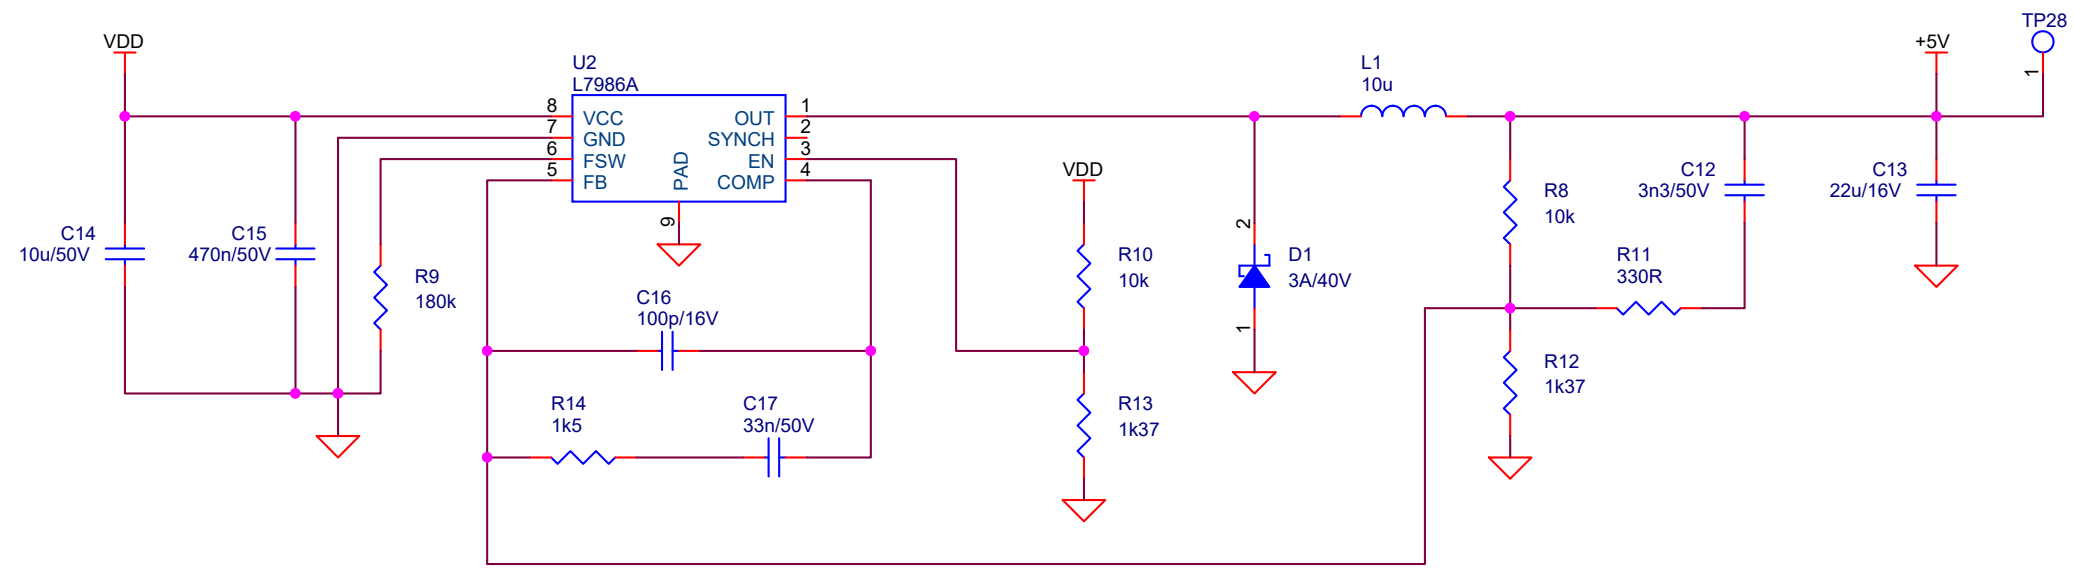 TP28
1
VDD
+5V
U2
L7986A
L1
10u
8
VCC
7
GND
6
FSW
5
FB
OUT
1
SYNCH
2
EN
3
COMP
4
PAD
9
VDD
C12
3n3/50V
C13
22u/16V
R8
10k
C14
10u/50V
C15
470n/50V
R9
180k
R10
10k
2
D1
3A/40V
1
R11
330R
C16
100p/16V
R12
1k37
R14
1k5
C17
33n/50V
R13
1k37